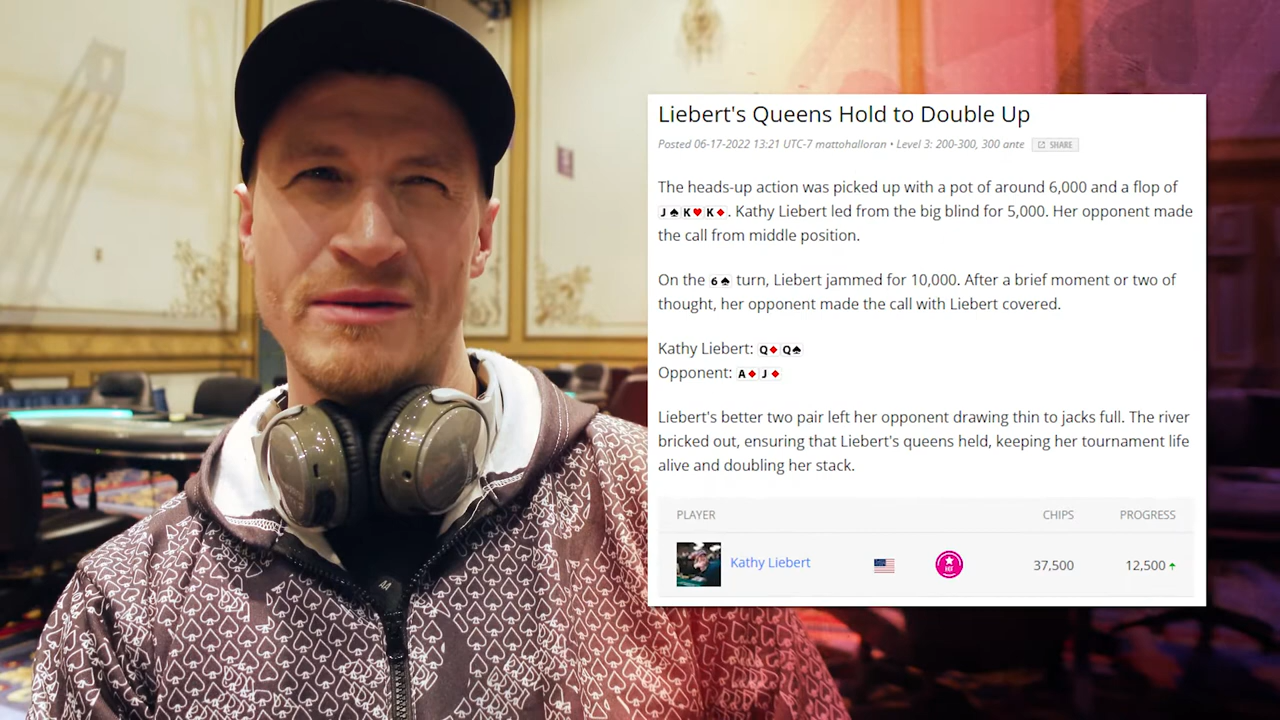 Liebert's Queens Hold to Double Up
Posted 06-17-2022 13:21 UTC-7 mattohalloran • Level 3: 200-300, 300 ante SHARE
The heads-up action was picked up with a pot of around 6,000 and a flop of
J♠ K♥ K♦. Kathy Liebert led from the big blind for 5,000. Her opponent made
the call from middle position.
On the 6♠ turn, Liebert jammed for 10,000. After a brief moment or two of
thought, her opponent made the call with Liebert covered.
Kathy Liebert: Q♦ Q♠
Opponent: A♦ J♦
Liebert's better two pair left her opponent drawing thin to jacks full. The river
bricked out, ensuring that Liebert's queens held, keeping her tournament life
alive and doubling her stack.
PLAYER CHIPS PROGRESS
Kathy Liebert 37,500 12,500